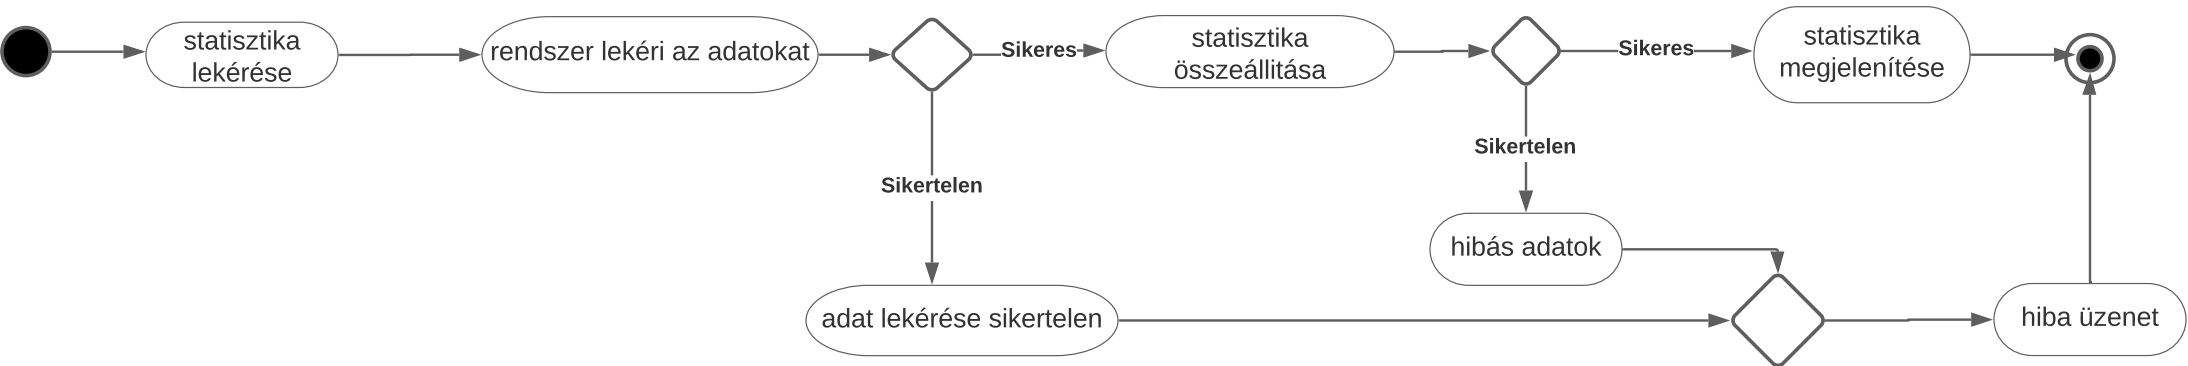 statisztika
lekérése
rendszer lekéri az adatokat
Sikeres
statisztika
összeállitása
Sikeres
statisztika
megjelenítése
Sikertelen
Sikertelen
hibás adatok
adat lekérése sikertelen
hiba üzenet